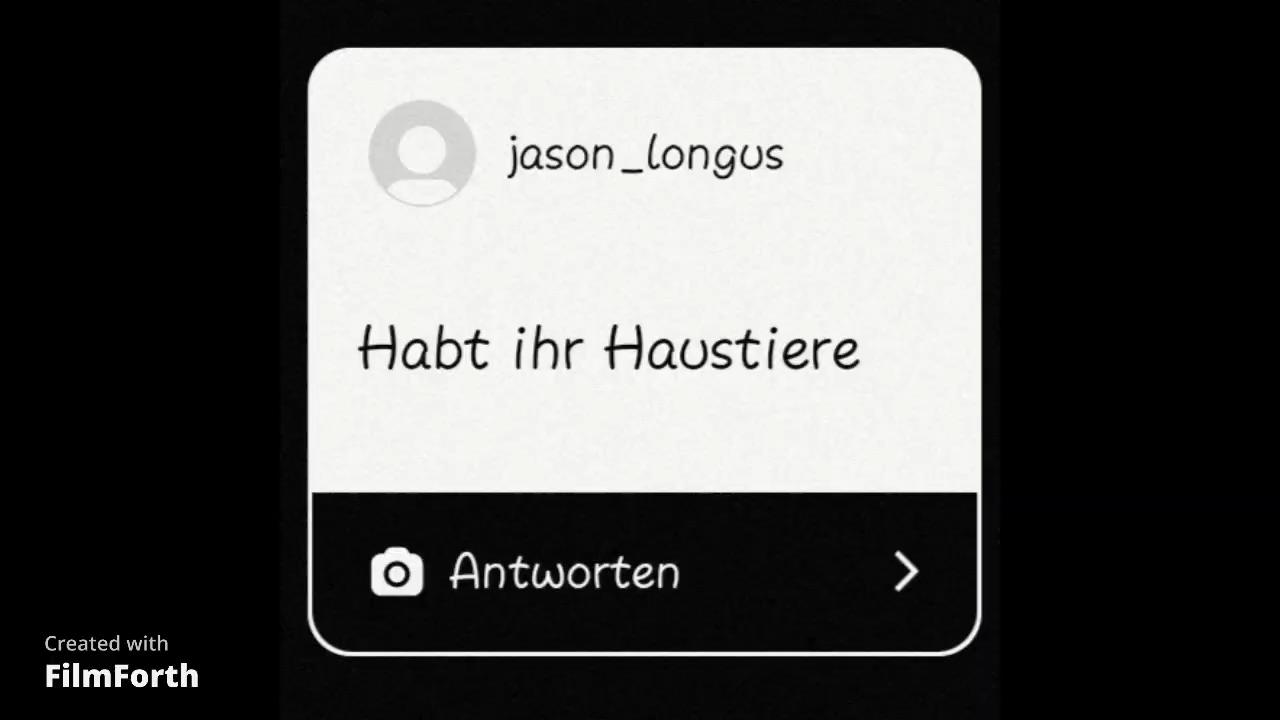 jason_longus
Habt ihr Haustiere
Antworten
Created with
FilmForth